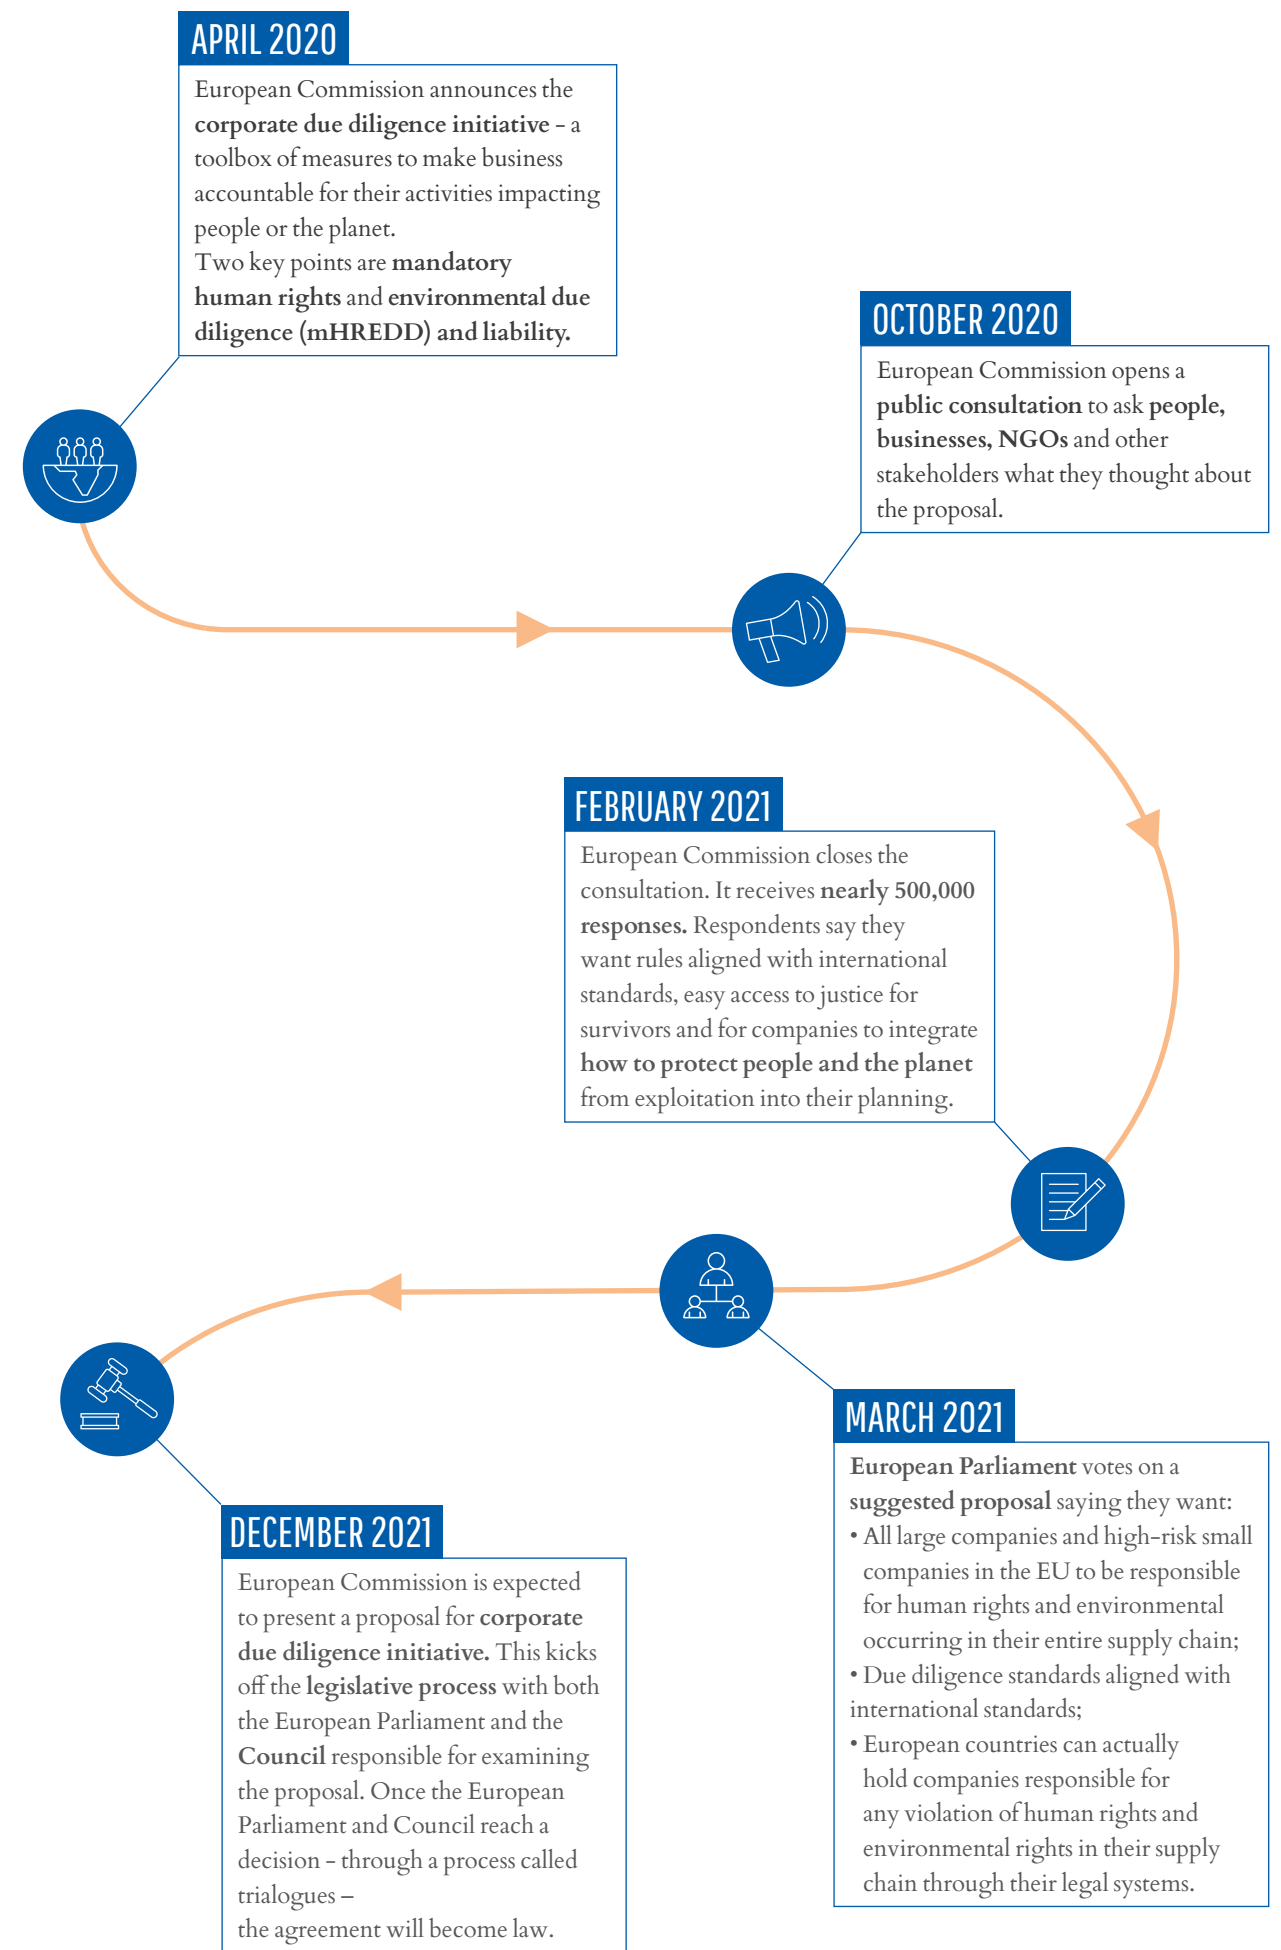 APRIL 2020
European Commission announces the
corporate due diligence initiative - a
toolbox of measures to make business
accountable for their activities impacting
people or the planet.
Two key points are mandatory
human rights and environmental due
diligence (mHREDD) and liability.
OCTOBER 2020
European Commission opens a
public consultation to ask people,
businesses, NGOs and other
stakeholders what they thought about
the proposal.
FEBRUARY 2021
European Commission closes the
consultation. It receives nearly 500,000
responses. Respondents say they
want rules aligned with international
standards, easy access to justice for
survivors and for companies to integrate
how to protect people and the planet
from exploitation into their planning.
MARCH 2021
European Parliament votes on a
suggested proposal saying they want:
• All large companies and high-risk small
companies in the EU to be responsible
for human rights and environmental
occurring in their entire supply chain;
• Due diligence standards aligned with
international standards;
• European countries can actually
hold companies responsible for
any violation of human rights and
environmental rights in their supply
chain through their legal systems.
DECEMBER 2021
European Commission is expected
to present a proposal for corporate
due diligence initiative. This kicks
off the legislative process with both
the European Parliament and the
Council responsible for examining
the proposal. Once the European
Parliament and Council reach a
decision - through a process called
trialogues –
the agreement will become law.